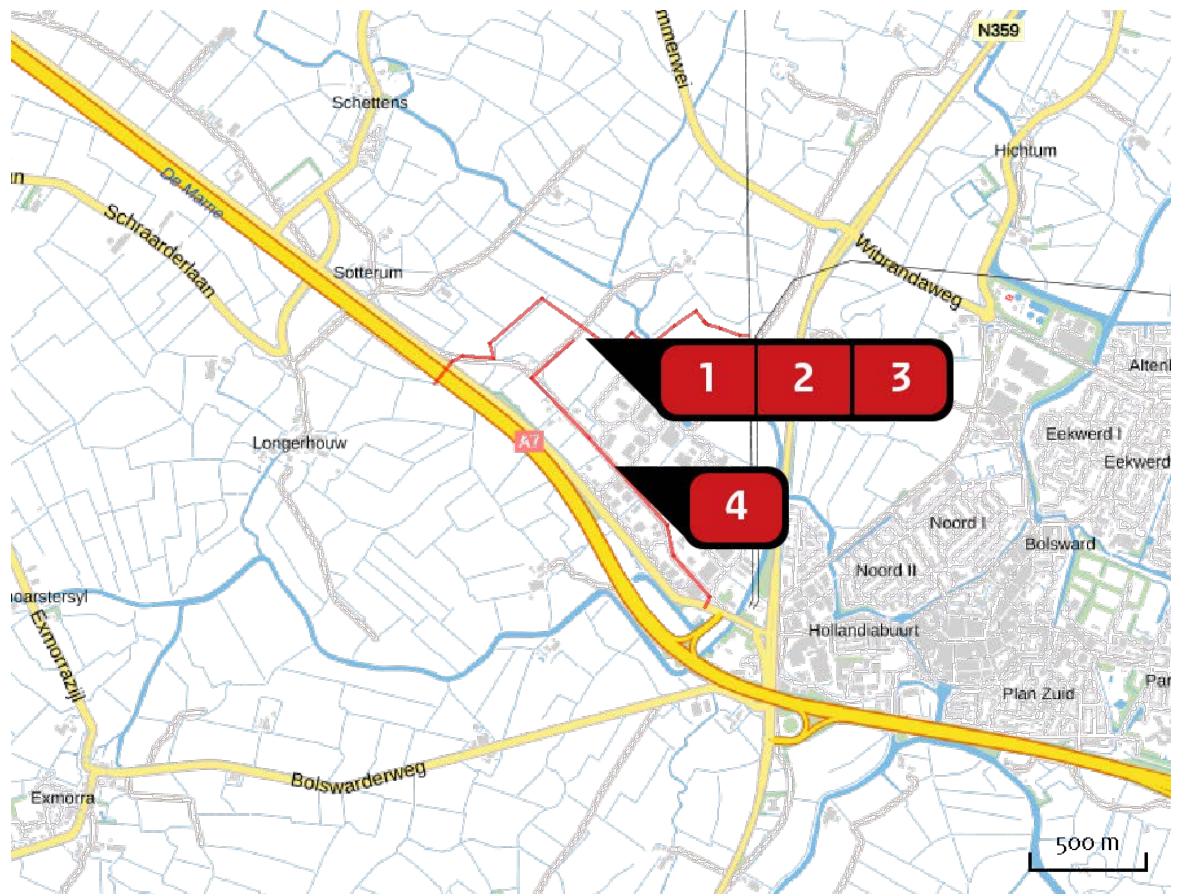 N359
mmerwei
Schettens
Hichtum
n
De Marne
Schraarderlaan
Wibrandaweg
Sotterum
Altenk
1 2 3
Longerhouw
A7
Eekwerd I
Eekwerd
4
Noord I
Bolsward
Noord II
oarstersyl
Exmorrazijl
Hollandiabuurt
Plan Zuid
Par
Bolswarderweg
Exmorra
500 m